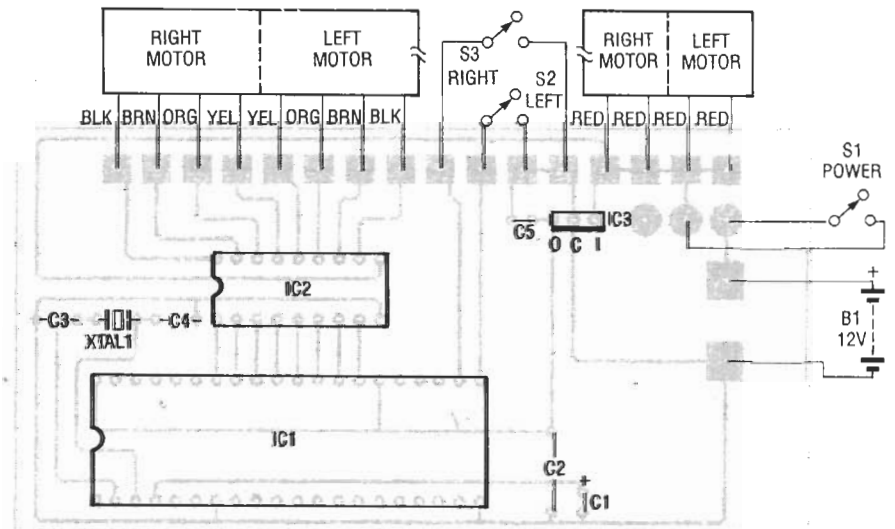 RIGHT MOTOR
LEFT MOTOR
S3 RIGHT
S2 LEFT
RIGHT MOTOR
LEFT MOTOR
BLK BRN ORG YEL YEL ORG BRN BLK
RED RED RED RED
S1 POWER
C5
IC3
O C I
IC2
C3
XTAL1
C4
+
B1 12V
IC1
C2
+
C1